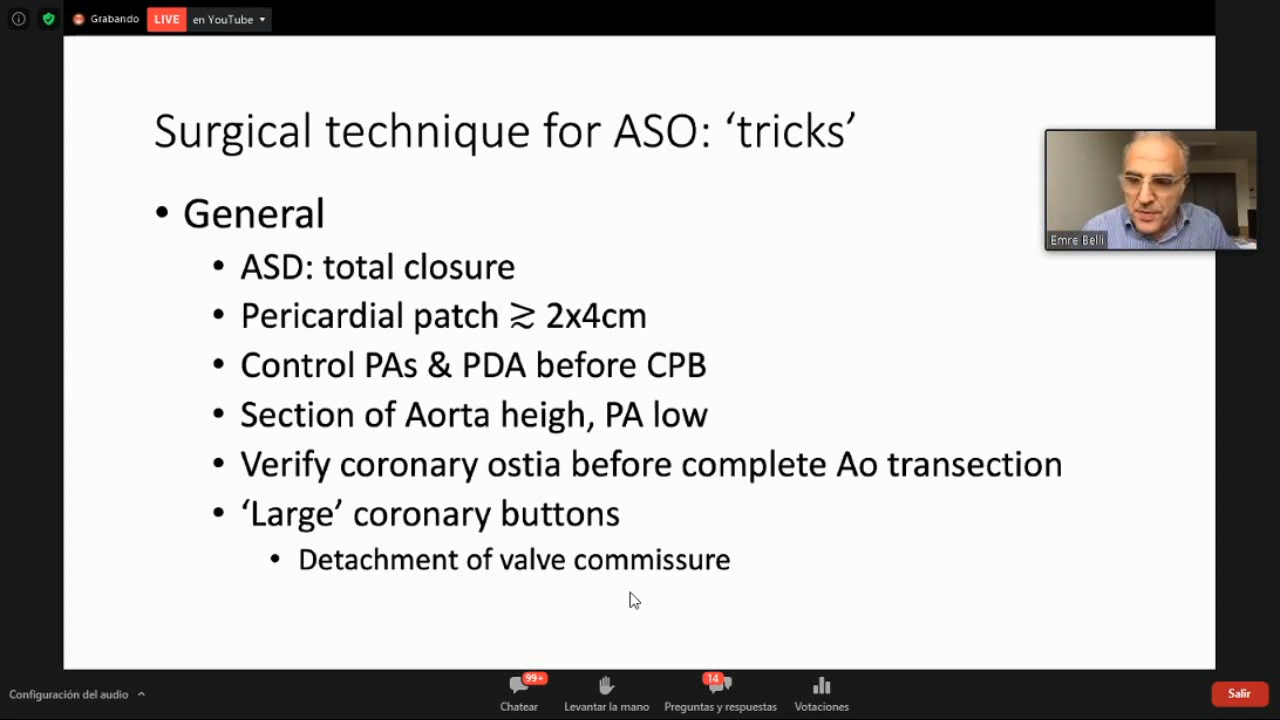 Grabando
LIVE en YouTube
Surgical technique for ASO: ‘tricks’
• General
• ASD: total closure
• Pericardial patch ≳ 2x4cm
• Control PAs & PDA before CPB
• Section of Aorta heigh, PA low
• Verify coronary ostia before complete Ao transection
• ‘Large’ coronary buttons
• Detachment of valve commissure
Emre Belli
Configuración del audio
99+
Chatear
Levantar la mano
14
Preguntas y respuestas
Votaciones
Salir